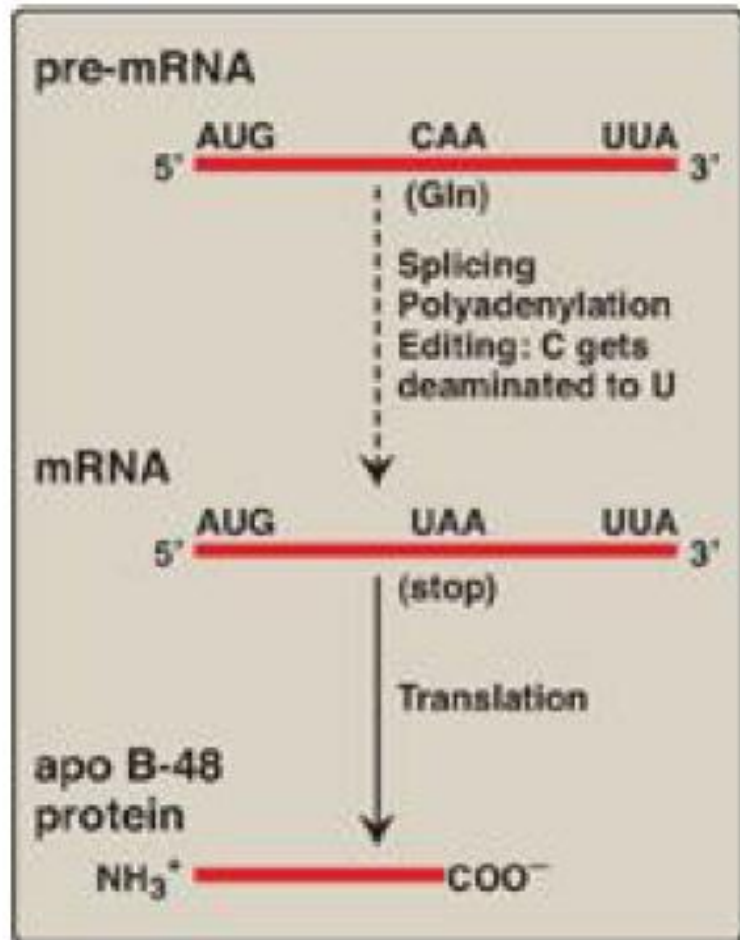 pre-mRNA
AUG CAA UUA
5' 3'
(Gln)
Splicing
Polyadenylation
Editing: C gets
deaminated to U
mRNA
AUG UAA UUA
5' 3'
(stop)
Translation
apo B-48
protein
NH₃⁺ COO⁻